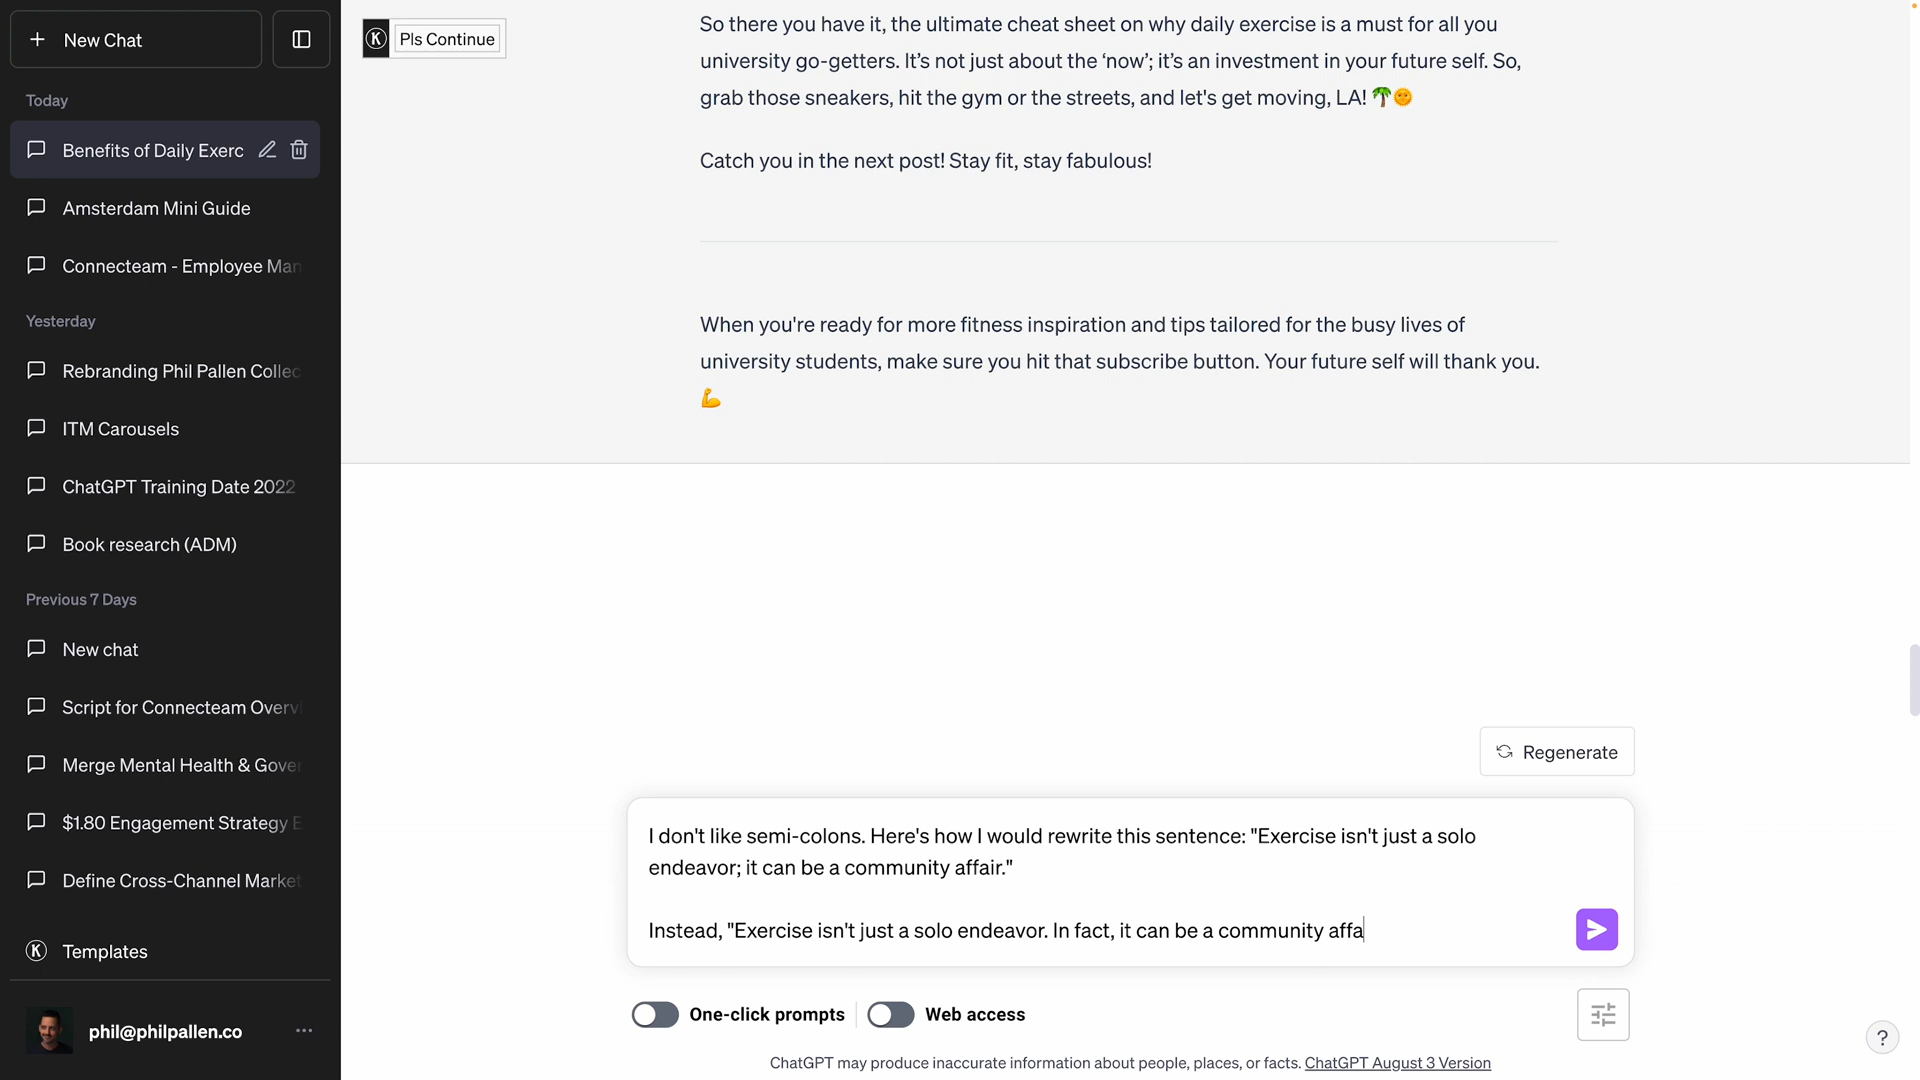 New Chat
Today
Benefits of Daily Exerc
Amsterdam Mini Guide
Connecteam - Employee Man
Yesterday
Rebranding Phil Pallen Collec
ITM Carousels
ChatGPT Training Date 2022
Book research (ADM)
Previous 7 Days
New chat
Script for Connecteam Overv
Merge Mental Health & Gover
$1.80 Engagement Strategy E
Define Cross-Channel Market
K Templates
phil@philpallen.co
K Pls Continue
So there you have it, the ultimate cheat sheet on why daily exercise is a must for all you
university go-getters. It’s not just about the ‘now’; it’s an investment in your future self. So,
grab those sneakers, hit the gym or the streets, and let's get moving, LA! 🌴🌞
Catch you in the next post! Stay fit, stay fabulous!
When you're ready for more fitness inspiration and tips tailored for the busy lives of
university students, make sure you hit that subscribe button. Your future self will thank you.
💪
Regenerate
I don't like semi-colons. Here's how I would rewrite this sentence: "Exercise isn't just a solo
endeavor; it can be a community affair."
Instead, "Exercise isn't just a solo endeavor. In fact, it can be a community affa
One-click prompts
Web access
?
ChatGPT may produce inaccurate information about people, places, or facts. ChatGPT August 3 Version